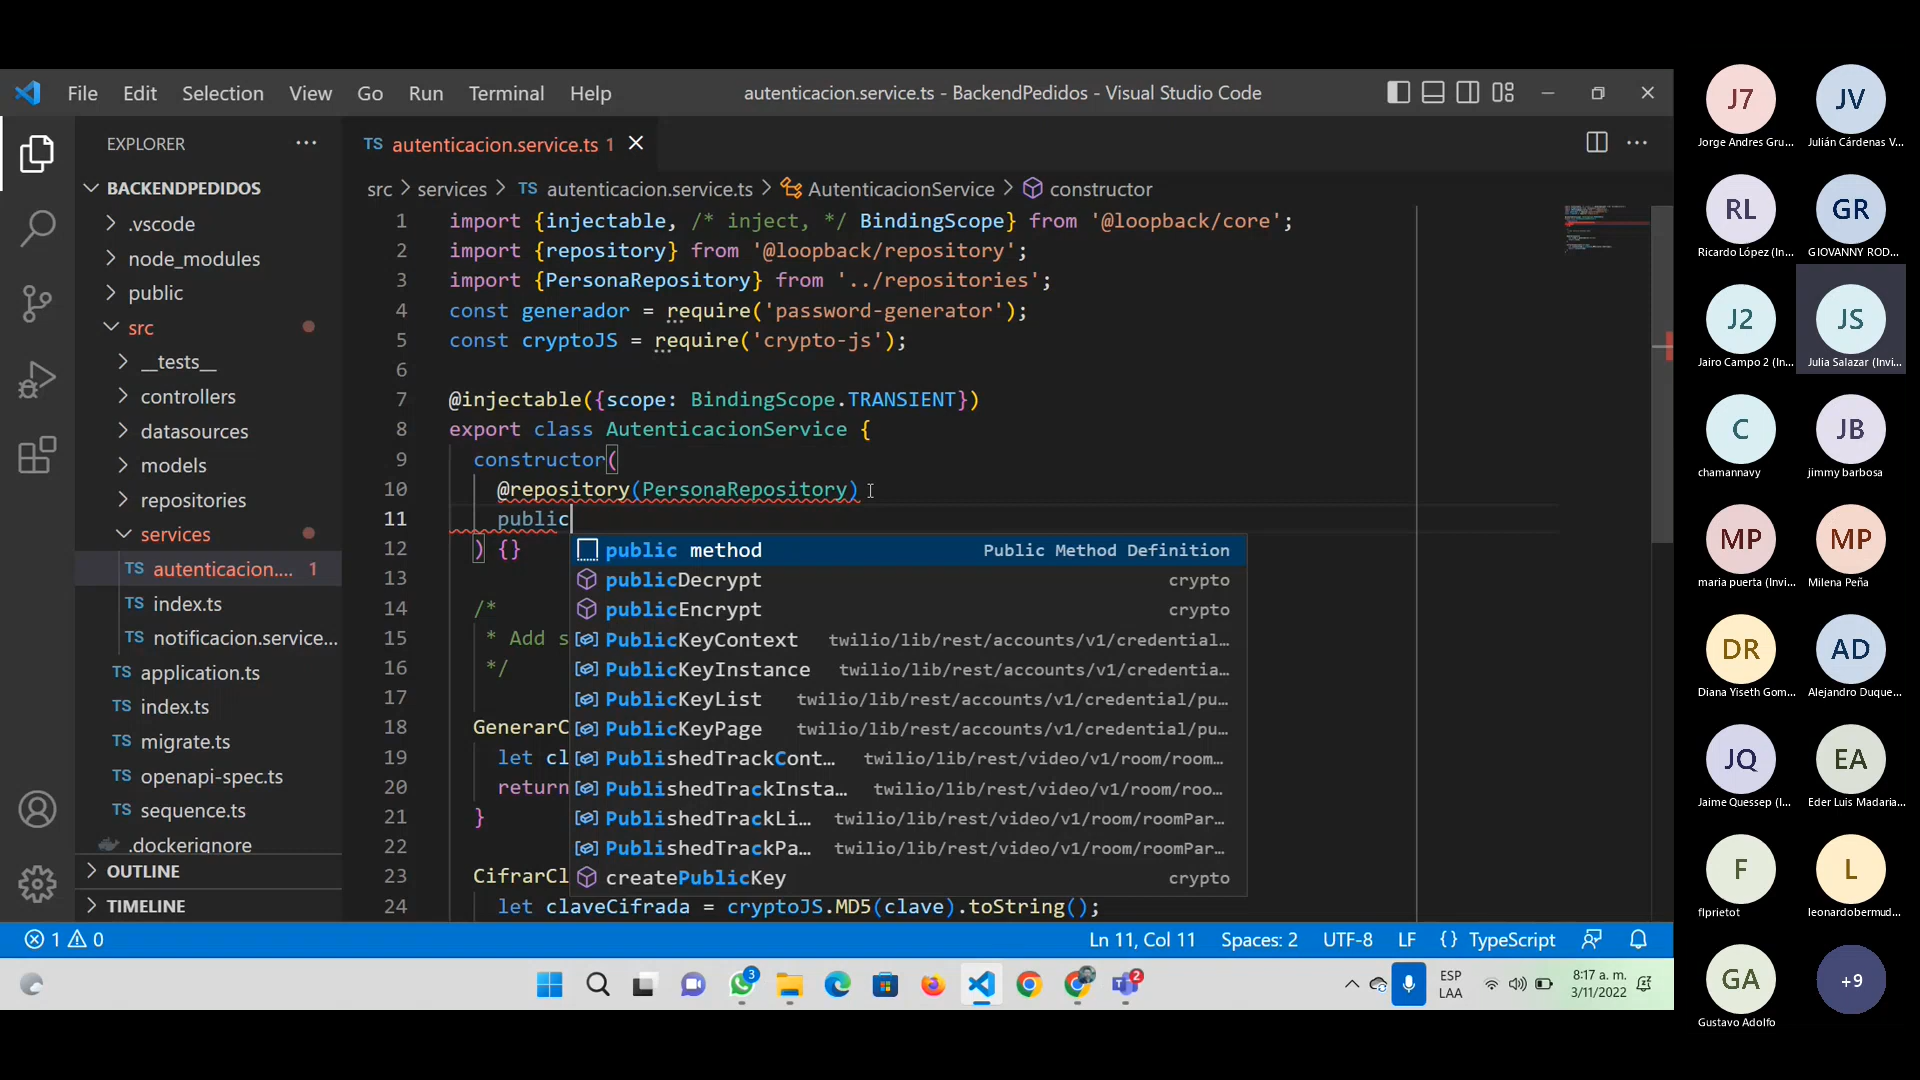 File Edit Selection View Go Run Terminal Help
autenticacion.service.ts - BackendPedidos - Visual Studio Code
EXPLORER
BACKENDPEDIDOS
.vscode
node_modules
public
src
__tests__
controllers
datasources
models
repositories
services
TS autenticacion.... 1
TS index.ts
TS notificacion.service...
TS application.ts
TS index.ts
TS migrate.ts
TS openapi-spec.ts
TS sequence.ts
.dockerignore
OUTLINE
TIMELINE
TS autenticacion.service.ts 1
src > services > TS autenticacion.service.ts > AutenticacionService > constructor
1 import {injectable, /* inject, */ BindingScope} from '@loopback/core';
2 import {repository} from '@loopback/repository';
3 import {PersonaRepository} from '../repositories';
4 const generador = require('password-generator');
5 const cryptoJS = require('crypto-js');
6
7 @injectable({scope: BindingScope.TRANSIENT})
8 export class AutenticacionService {
9 constructor(
10 @repository(PersonaRepository)
11 public
12 ) {}
13
14 /*
15 * Add s
16 */
17
18 GenerarC
19 let cl
20 return
21 }
22
23 CifrarCl
24 let claveCifrada = cryptoJS.MD5(clave).toString();
public method Public Method Definition
publicDecrypt crypto
publicEncrypt crypto
PublicKeyContext twilio/lib/rest/accounts/v1/credential...
PublicKeyInstance twilio/lib/rest/accounts/v1/credentia...
PublicKeyList twilio/lib/rest/accounts/v1/credential/pu...
PublicKeyPage twilio/lib/rest/accounts/v1/credential/pu...
PublishedTrackCont... twilio/lib/rest/video/v1/room/room...
PublishedTrackInsta... twilio/lib/rest/video/v1/room/roo...
PublishedTrackLi... twilio/lib/rest/video/v1/room/roomPar...
PublishedTrackPa... twilio/lib/rest/video/v1/room/roomPar...
createPublicKey crypto
1 0
Ln 11, Col 11 Spaces: 2 UTF-8 LF {} TypeScript
3
2
ESP
LAA
8:17 a. m.
3/11/2022
J7 JV
Jorge Andres Gru... Julián Cárdenas V...
RL GR
Ricardo López (In... GIOVANNY ROD...
J2 JS
Jairo Campo 2 (In... Julia Salazar (Invi...
C JB
chamannavy jimmy barbosa
MP MP
maria puerta (Invi... Milena Peña
DR AD
Diana Yiseth Gom... Alejandro Duque...
JQ EA
Jaime Quessep (I... Eder Luis Madaria...
F L
flprietot leonardobermud...
GA +9
Gustavo Adolfo